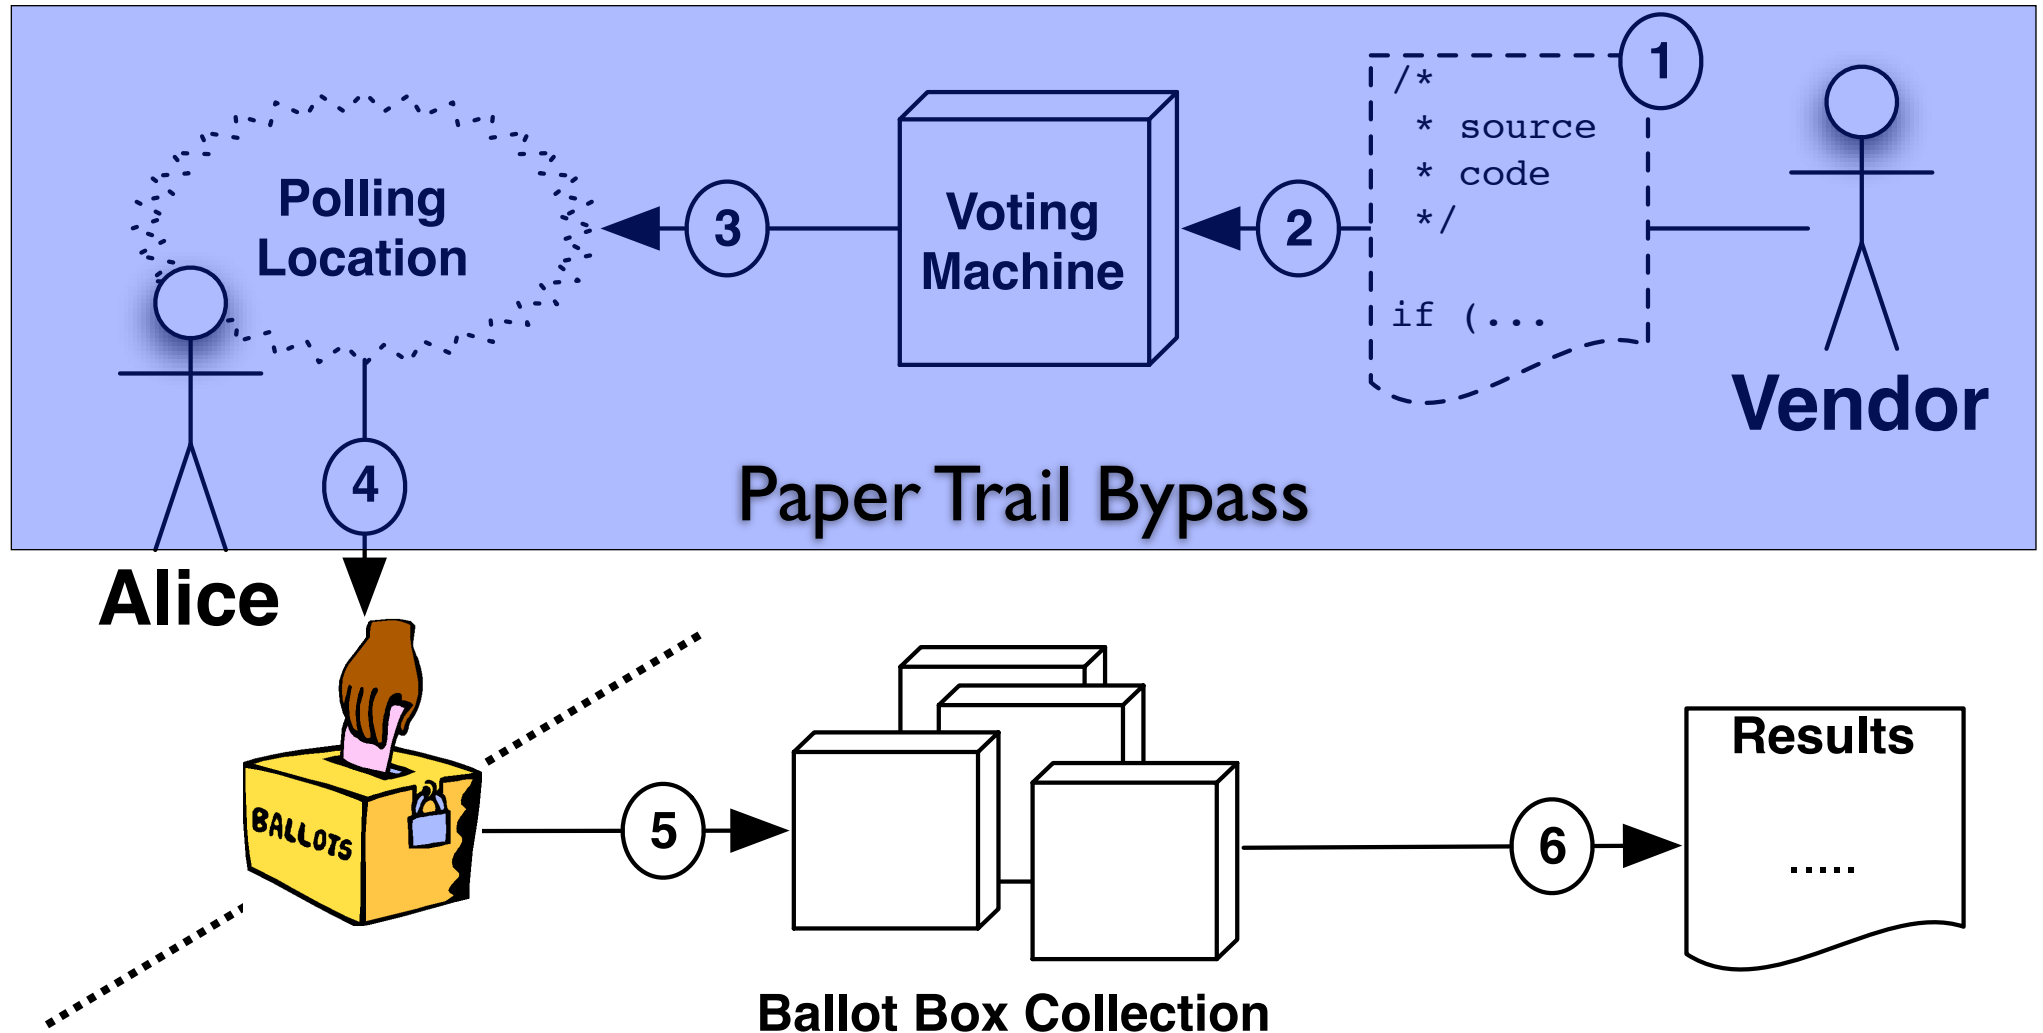 1
/*
* source
* code
*/
if (...
Polling
Location
3
Voting
Machine
2
Vendor
4
Paper Trail Bypass
Alice
BALLOTS
5
6
Results
.....
Ballot Box Collection